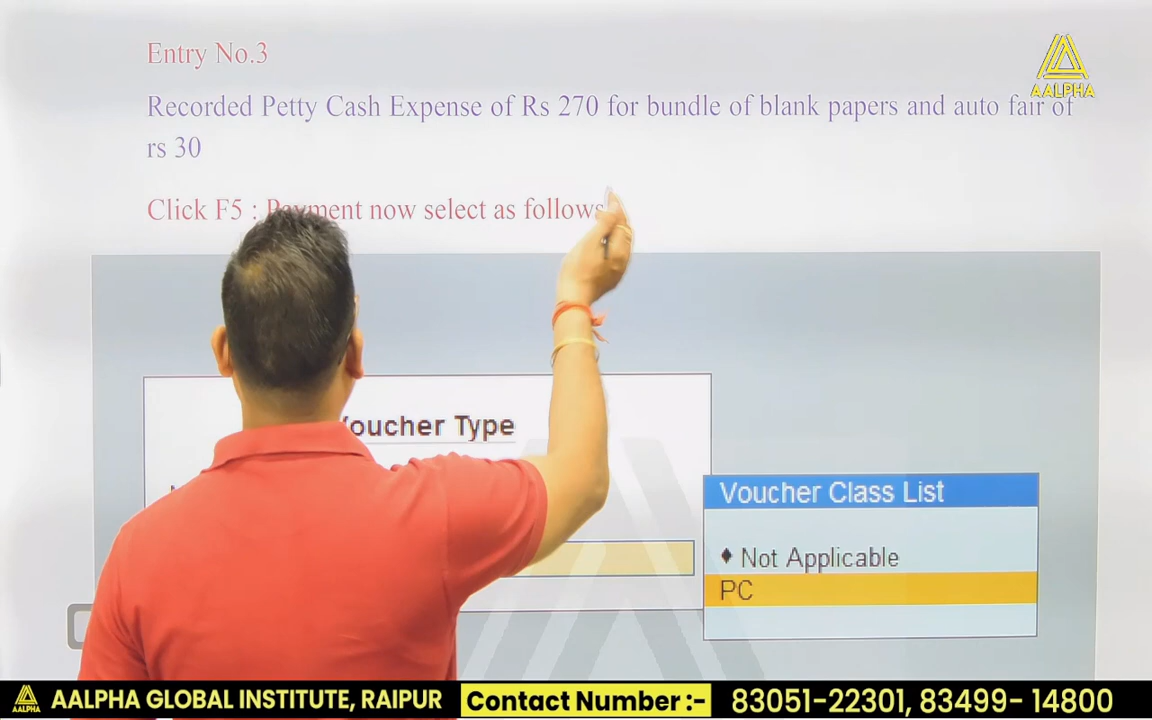 Entry No.3
AALPHA
Recorded Petty Cash Expense of Rs 270 for bundle of blank papers and auto fair of
rs 30
Click F5 : Payment now select as follows
Voucher Type
Voucher Class List
♦ Not Applicable
PC
AALPHA GLOBAL INSTITUTE, RAIPUR Contact Number :- 83051-22301, 83499- 14800